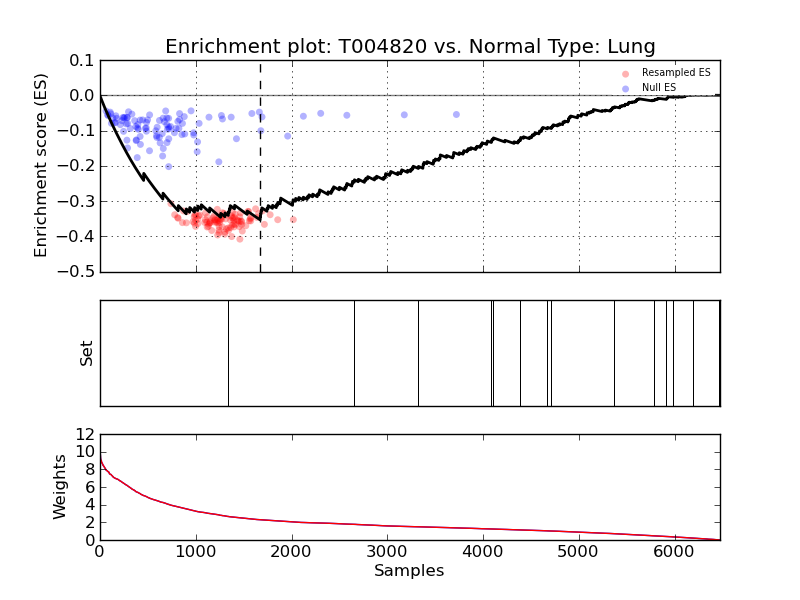 Enrichment plot: T004820 vs. Normal Type: Lung
Enrichment score (ES)
0.1
0.0
−0.1
−0.2
−0.3
−0.4
−0.5
Resampled ES
Null ES
Set
Weights
12
10
8
6
4
2
0
0 1000 2000 3000 4000 5000 6000
Samples